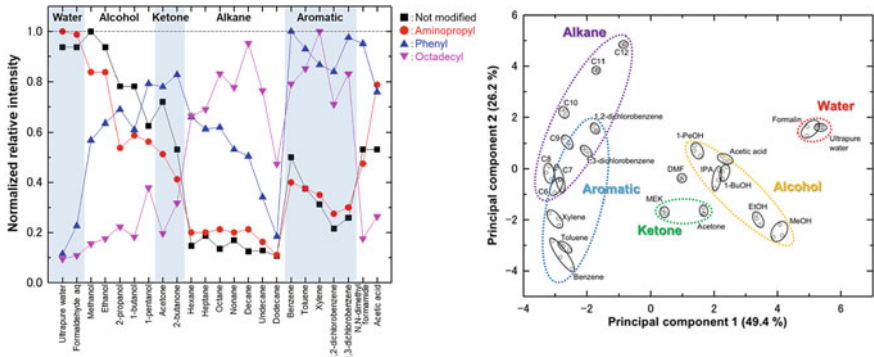 Water Alcohol Ketone Alkane Aromatic
■ : Not modified
● : Aminopropyl
▲ : Phenyl
▼ : Octadecyl
Normalized relative intensity
1.0
0.8
0.6
0.4
0.2
0.0
Ultrapure water
Formaldehyde aq
Methanol
Ethanol
2-propanol
1-butanol
1-pentanol
Acetone
2-butanone
Hexane
Heptane
Octane
Nonane
Decane
Undecane
Dodecane
Benzene
Toluene
Xylene
,2-dichlorobenzene
,3-dichlorobenzene
N,N-dimethyl
formamide
Acetic acid
Principal component 2 (26.2 %)
6
4
2
0
−2
−4
Alkane
C12
C11
C10
1,2-dichlorobenzene
C9
1,3-dichlorobenzene
C8
C7
C6
Aromatic
Xylene
Toluene
Benzene
Formalin
Water
Ultrapure
water
1-PeOH
Acetic acid
DMF
IPA
1-BuOH
Alcohol
MEK
Acetone
Ketone
EtOH
MeOH
−4 −2 0 2 4 6
Principal component 1 (49.4 %)